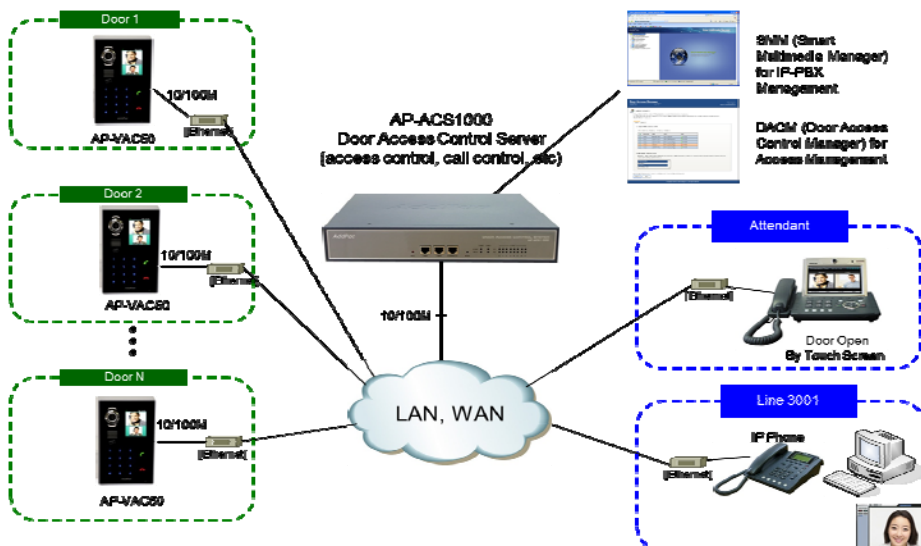 Door 1
10/100M
[Ethernet]
AP-VAC50
Door 2
10/100M
[Ethernet]
AP-VAC50
Door N
10/100M
[Ethernet]
AP-VAC50
AP-ACS1000
Door Access Control Server
(access control, call control, etc)
AddPac
10/100M
LAN, WAN
SMM (Smart
Multimedia Manager)
for IP-PBX
Management
DACM (Door Access
Control Manager) for
Access Management
Attendant
[Ethernet]
Door Open
By Touch Screen
Line 3001
IP Phone
[Ethernet]